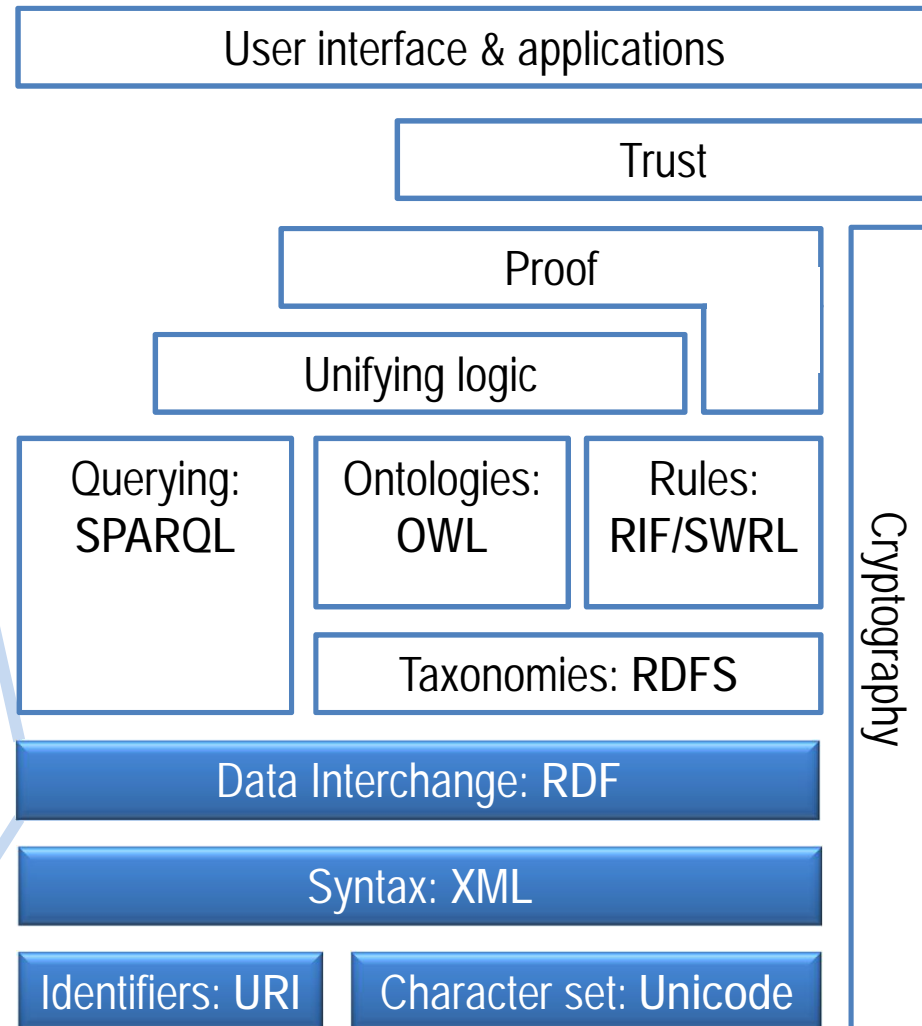 User interface & applications
Trust
Proof
Unifying logic
Querying:
SPARQL
Ontologies:
OWL
Rules:
RIF/SWRL
Taxonomies: RDFS
Cryptography
Data Interchange: RDF
Syntax: XML
Identifiers: URI
Character set: Unicode